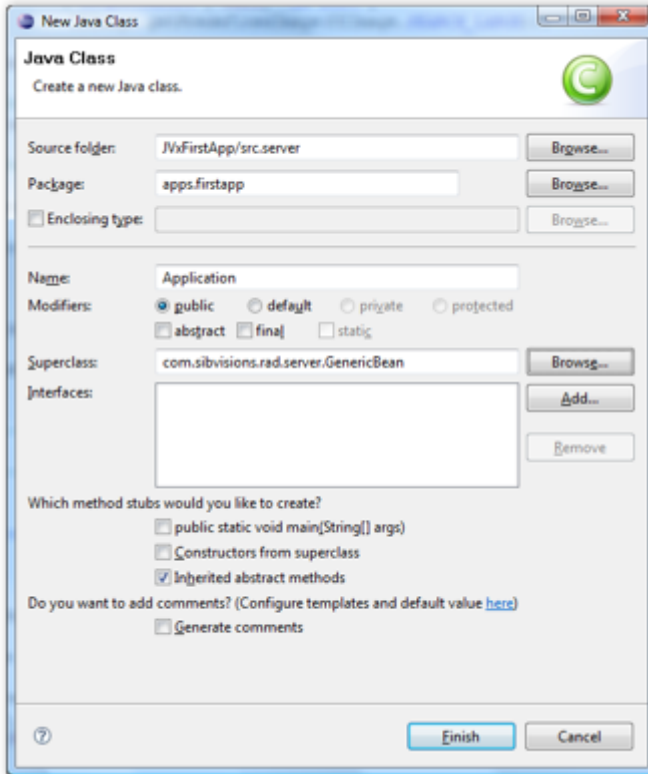 New Java Class
Java Class
Create a new Java class.
C
Source folder: JVxFirstApp/src.server Browse...
Package: apps.firstapp Browse...
Enclosing type: Browse...
Name: Application
Modifiers: public default private protected
abstract final static
Superclass: com.sibvisions.rad.server.GenericBean Browse...
Interfaces: Add...
Remove
Which method stubs would you like to create?
public static void main(String[] args)
Constructors from superclass
Inherited abstract methods
Do you want to add comments? (Configure templates and default value here)
Generate comments
? Finish Cancel